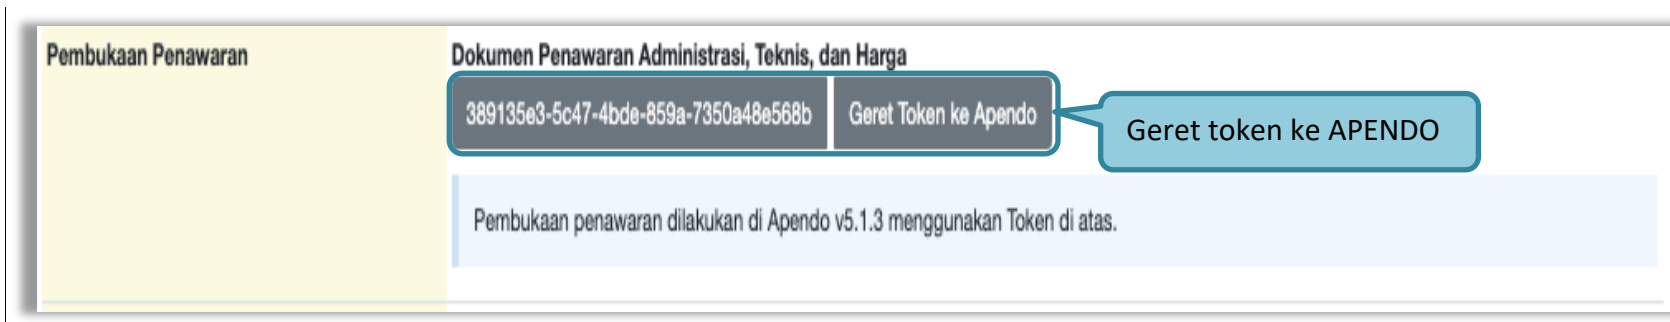 Pembukaan Penawaran
Dokumen Penawaran Administrasi, Teknis, dan Harga
389135e3-5c47-4bde-859a-7350a48e568b Geret Token ke Apendo
Geret token ke APENDO
Pembukaan penawaran dilakukan di Apendo v5.1.3 menggunakan Token di atas.